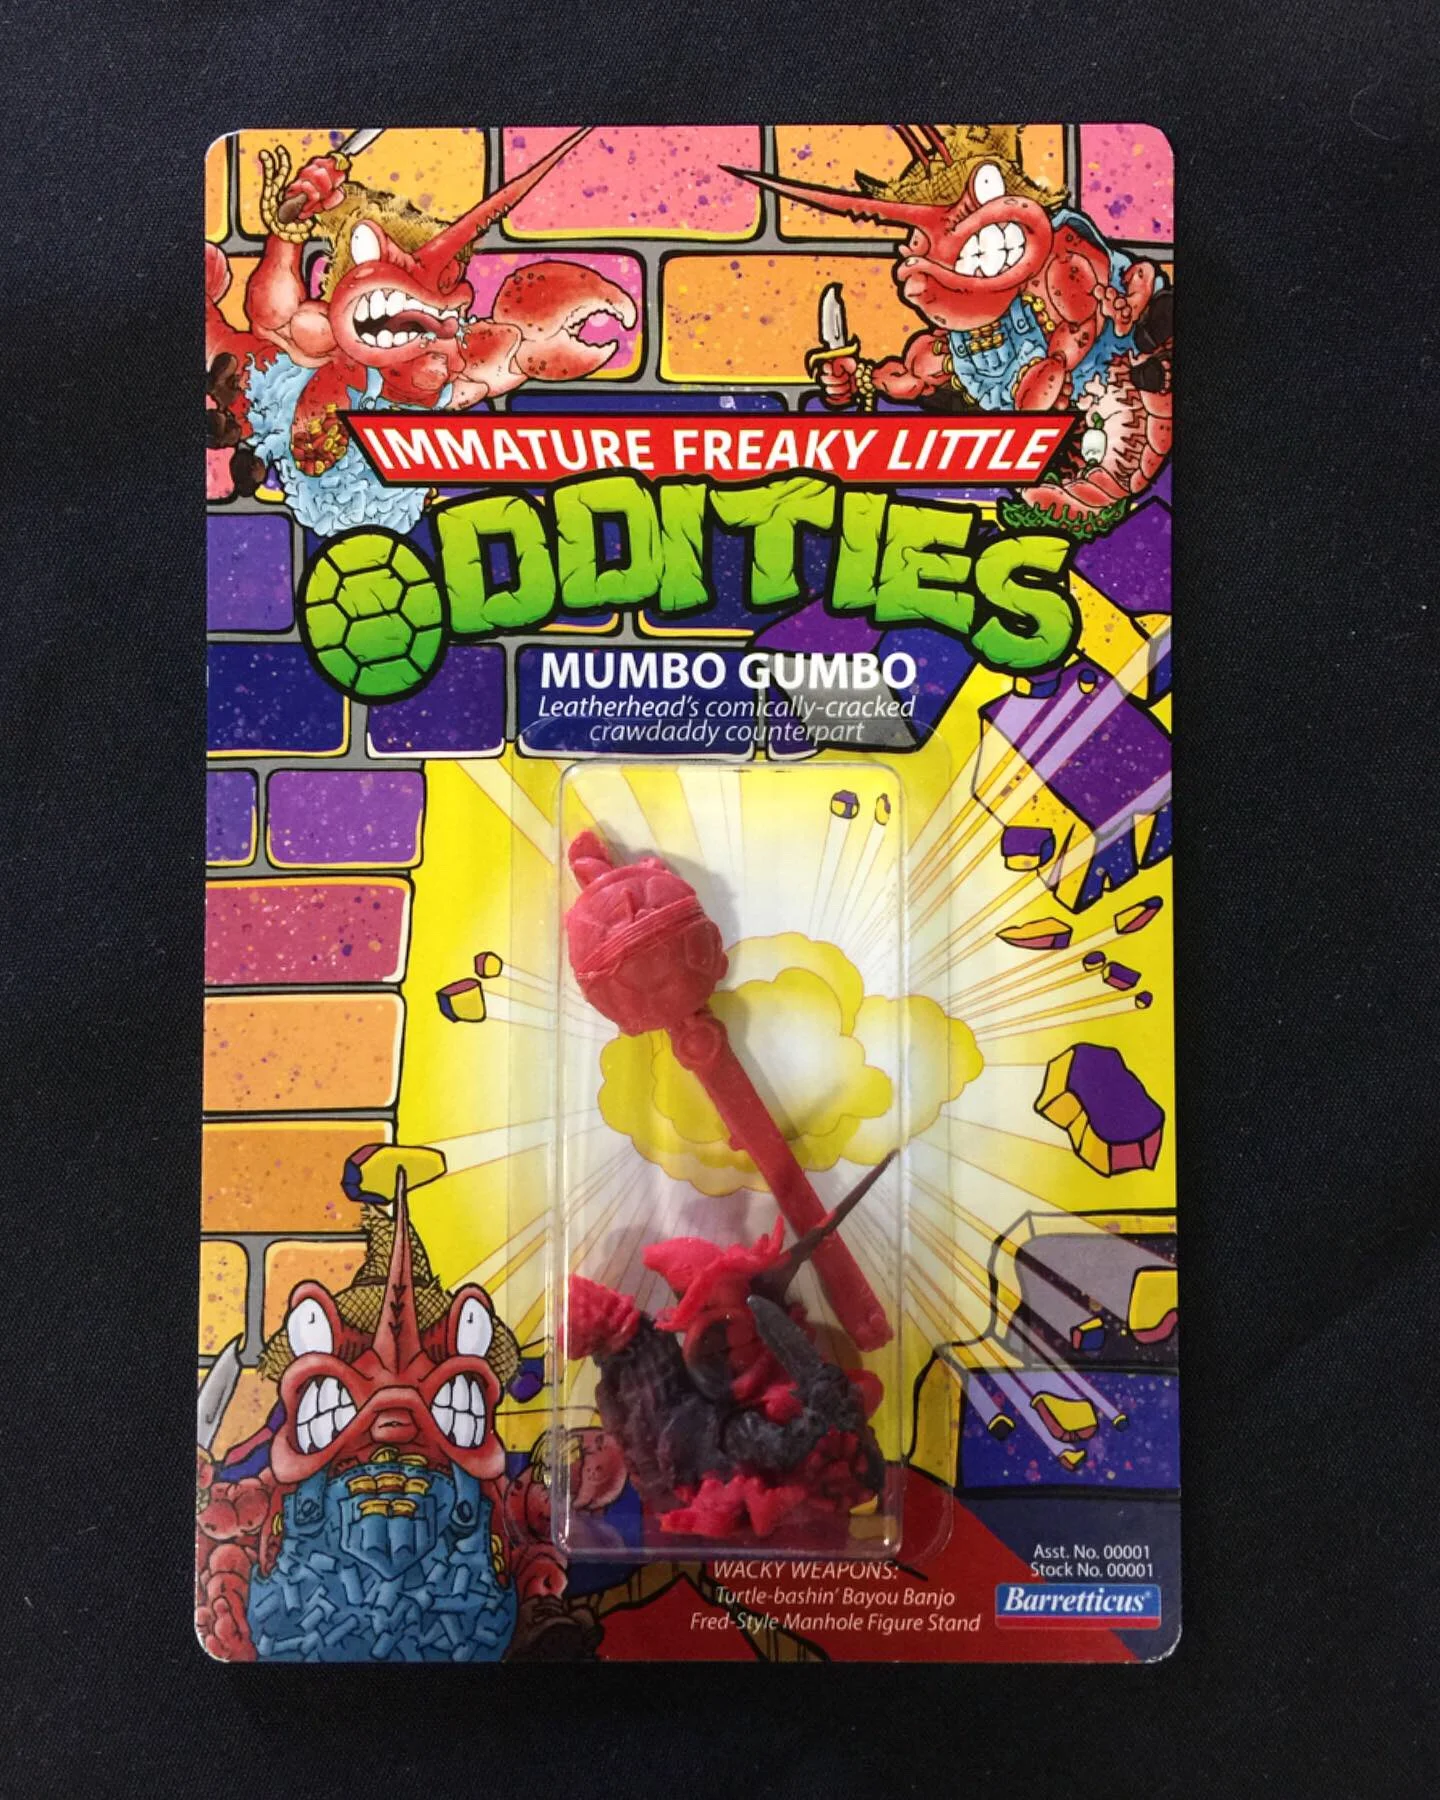 IMMATURE FREAKY LITTLE
ODDITIES
MUMBO GUMBO
Leatherhead's comically-cracked
crawdaddy counterpart
WACKY WEAPONS:
Turtle-bashin' Bayou Banjo
Fred-Style Manhole Figure Stand
Asst. No. 00001
Stock No. 00001
Barretticus